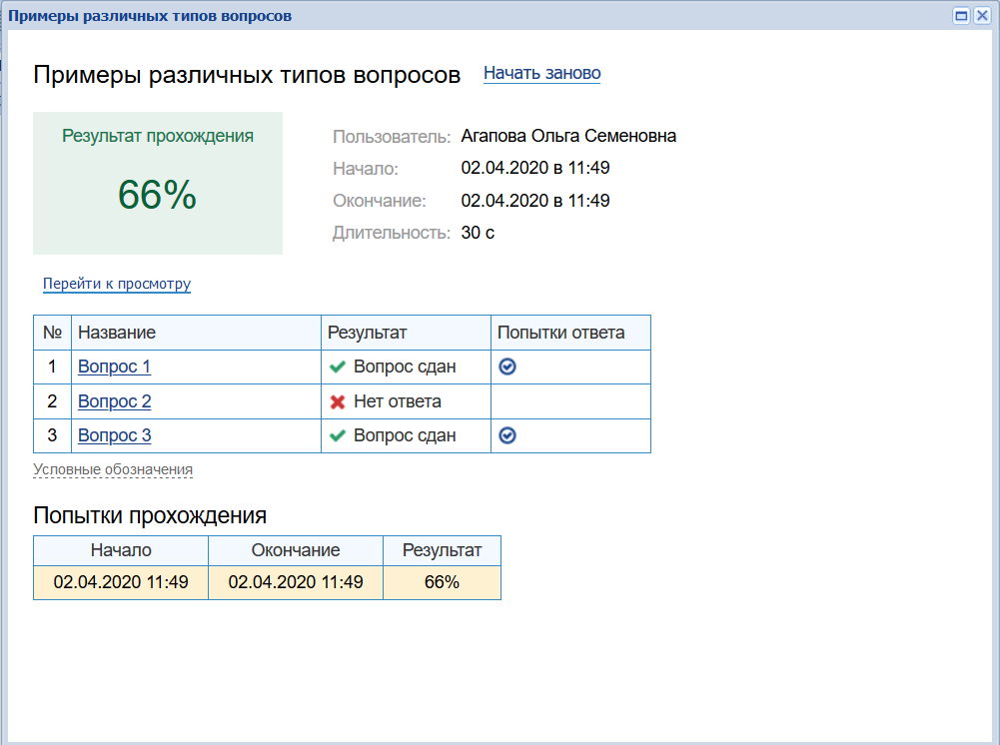 Примеры различных типов вопросов
Примеры различных типов вопросов Начать заново
Результат прохождения
66%
Пользователь: Агапова Ольга Семеновна
Начало: 02.04.2020 в 11:49
Окончание: 02.04.2020 в 11:49
Длительность: 30 с
Перейти к просмотру
№ Название Результат Попытки ответа
1 Вопрос 1 Вопрос сдан
2 Вопрос 2 Нет ответа
3 Вопрос 3 Вопрос сдан
Условные обозначения
Попытки прохождения
Начало Окончание Результат
02.04.2020 11:49 02.04.2020 11:49 66%